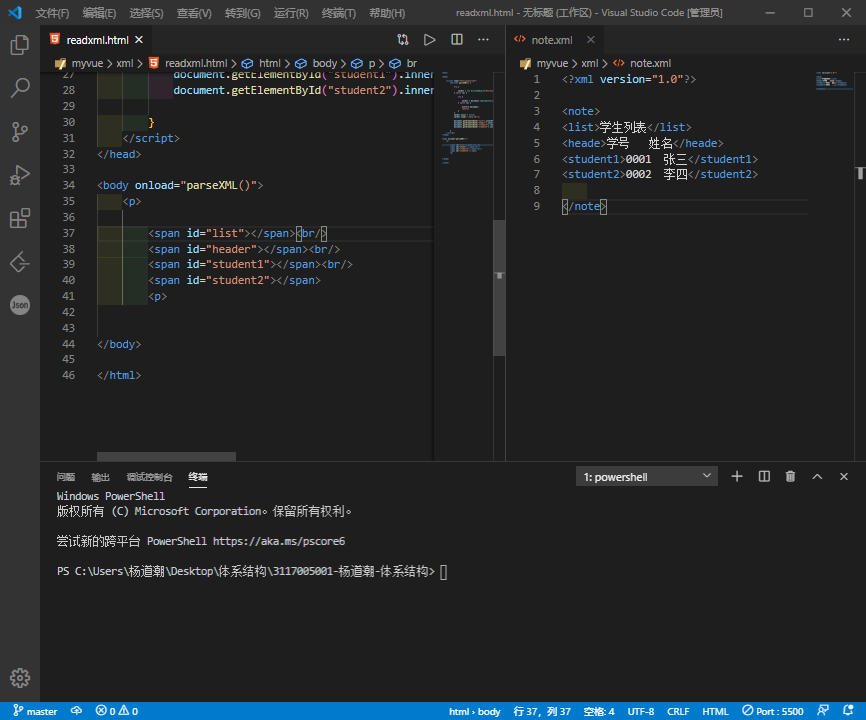 文件(F) 编辑(E) 选择(S) 查看(V) 转到(G) 运行(R) 终端(T) 帮助(H) readxml.html - 无标题 (工作区) - Visual Studio Code [管理员]
readxml.html
myvue > xml > readxml.html > html > body > p > br
27 document.getElementById("student1").inner
28 document.getElementById("student2").inner
29
30 }
31 </script>
32 </head>
33
34 <body onload="parseXML()">
35 <p>
36
37 <span id="list"></span><br/>
38 <span id="header"></span><br/>
39 <span id="student1"></span><br/>
40 <span id="student2"></span>
41 <p>
42
43
44 </body>
45
46 </html>
note.xml
myvue > xml > note.xml
1 <?xml version="1.0"?>
2
3 <note>
4 <list>学生列表</list>
5 <heade>学号 姓名</heade>
6 <student1>0001 张三</student1>
7 <student2>0002 李四</student2>
8
9 </note>
Json
问题 输出 调试控制台 终端 1: powershell
Windows PowerShell
版权所有 (C) Microsoft Corporation。保留所有权利。
尝试新的跨平台 PowerShell https://aka.ms/pscore6
PS C:\Users\杨道朝\Desktop\体系结构\3117005001-杨道朝-体系结构>
master 0 0 html > body 行 37，列 37 空格: 4 UTF-8 CRLF HTML Port : 5500